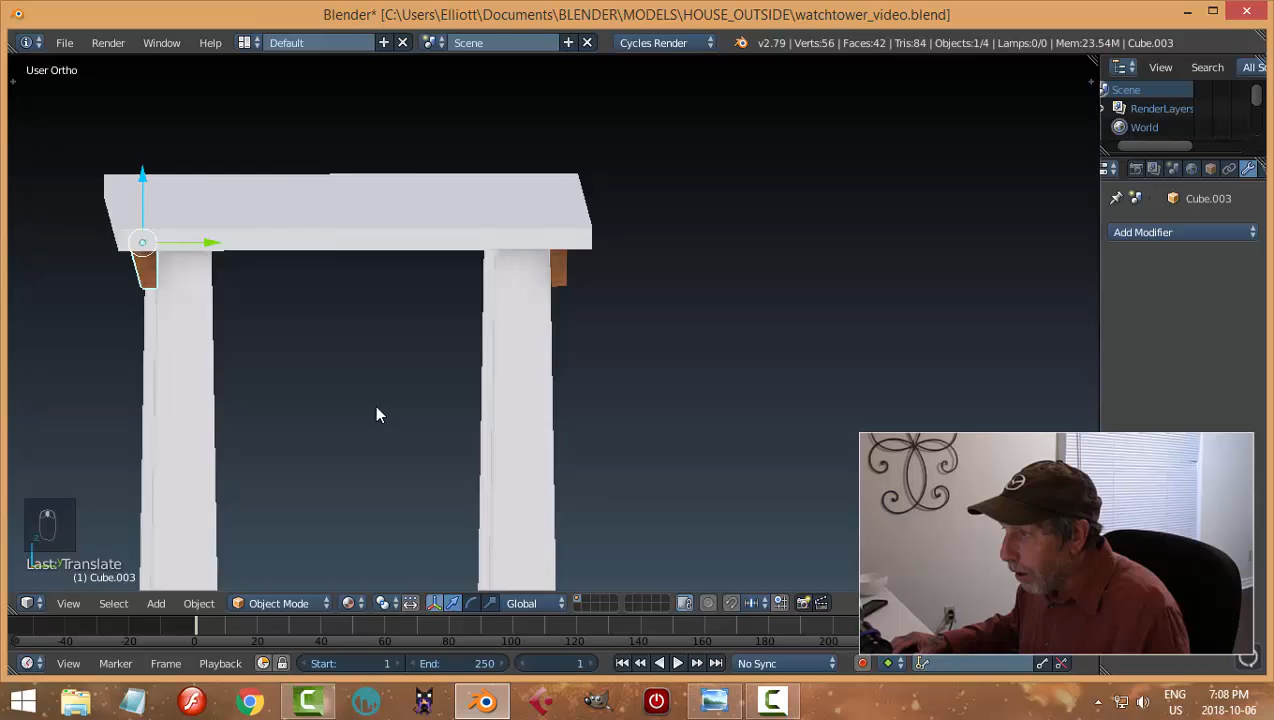 Blender* [C:\Users\Elliott\Documents\BLENDER\MODELS\HOUSE_OUTSIDE\watchtower_video.blend]
File Render Window Help Default Scene Cycles Render v2.79 | Verts:56 | Faces:42 | Tris:84 | Objects:1/4 | Lamps:0/0 | Mem:23.54M | Cube.003
User Ortho
View Search All Sc
Scene
RenderLayers
World
Cube.003
Add Modifier
Last: Translate
(1) Cube.003
View Select Add Object Object Mode Global
-40 -20 0 20 40 60 80 100 120 140 160 180 200
View Marker Frame Playback Start: 1 End: 250 1 No Sync
ENG 7:08 PM
US 2018-10-06